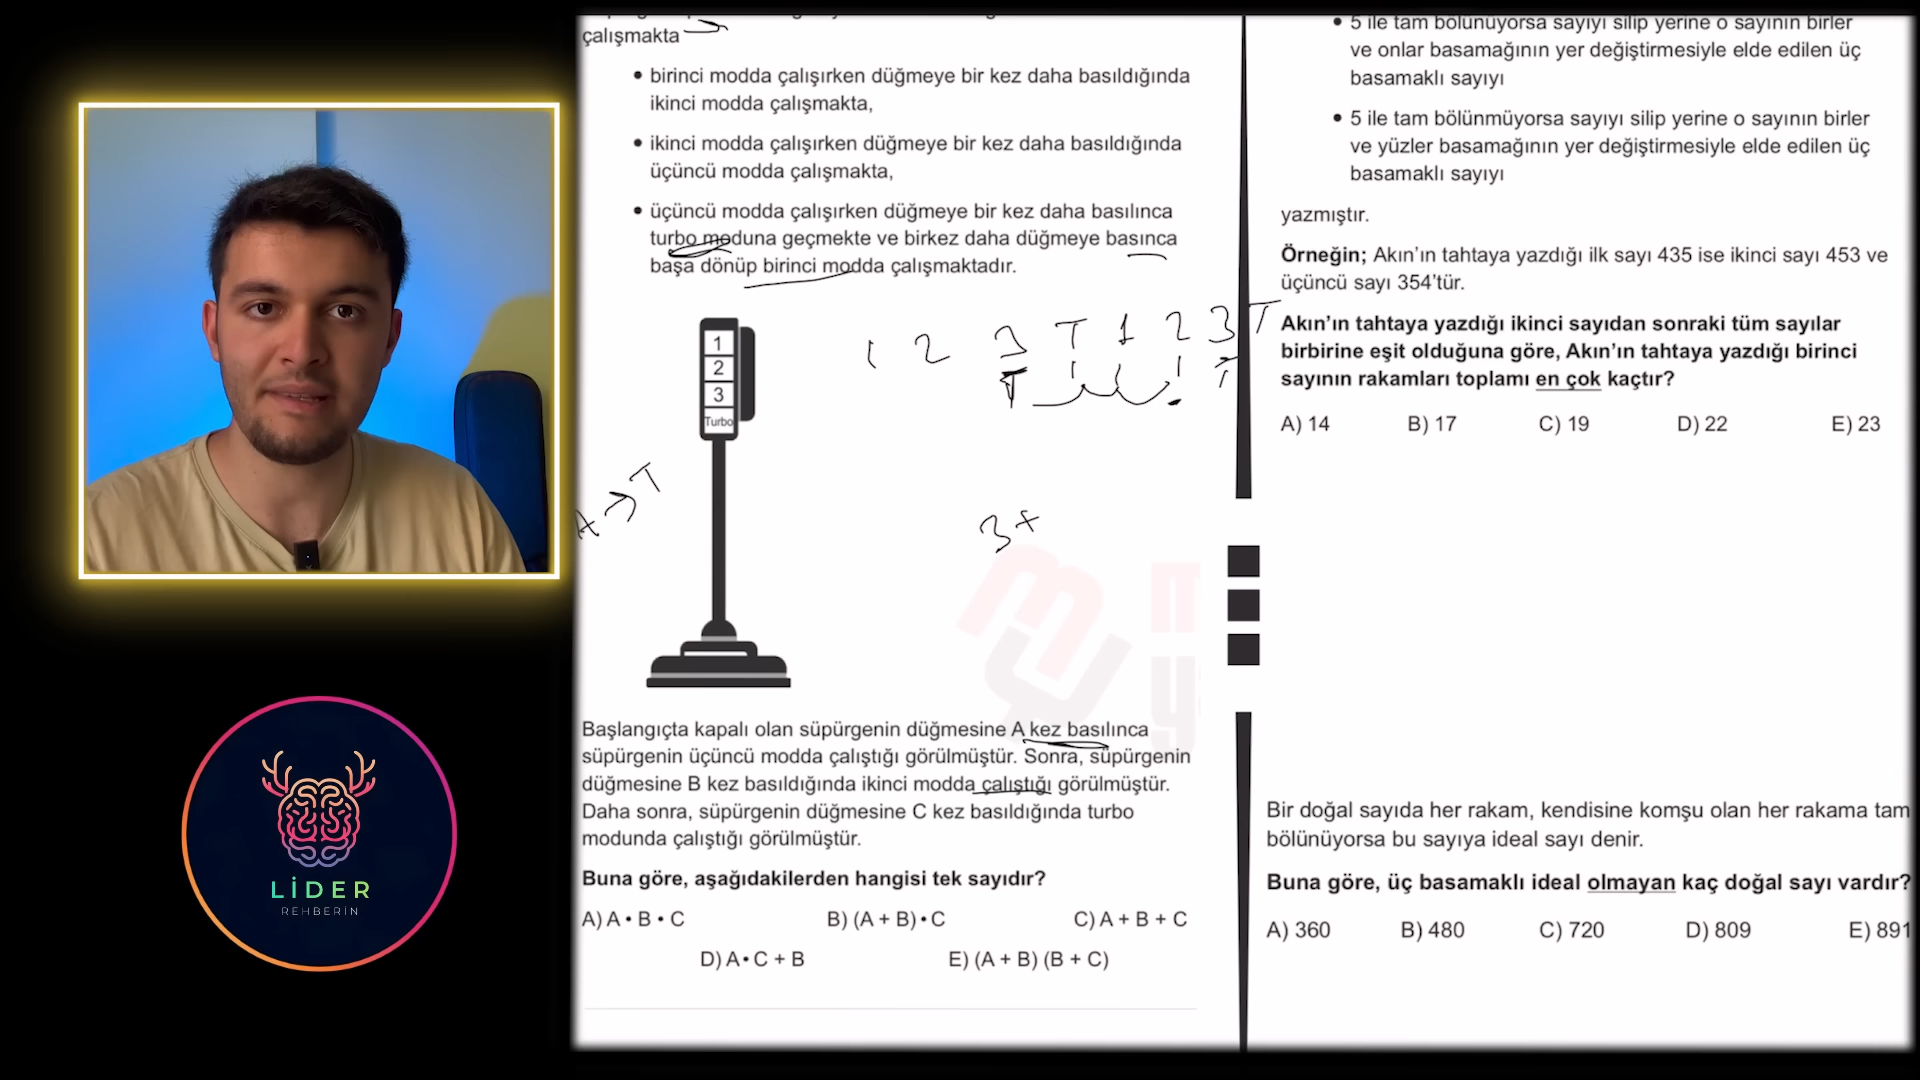 çalışmakta
• birinci modda çalışırken düğmeye bir kez daha basıldığında
ikinci modda çalışmakta,
• ikinci modda çalışırken düğmeye bir kez daha basıldığında
üçüncü modda çalışmakta,
• üçüncü modda çalışırken düğmeye bir kez daha basılınca
turbo moduna geçmekte ve birkez daha düğmeye basınca
başa dönüp birinci modda çalışmaktadır.
1 2 3 T 1 2 3 T
T
1
2
3
Turbo
A → T
3 +
Başlangıçta kapalı olan süpürgenin düğmesine A kez basılınca
süpürgenin üçüncü modda çalıştığı görülmüştür. Sonra, süpürgenin
düğmesine B kez basıldığında ikinci modda çalıştığı görülmüştür.
Daha sonra, süpürgenin düğmesine C kez basıldığında turbo
modunda çalıştığı görülmüştür.
Buna göre, aşağıdakilerden hangisi tek sayıdır?
A) A • B • C B) (A + B) • C C) A + B + C
D) A • C + B E) (A + B) (B + C)
• 5 ile tam bölünüyorsa sayıyı silip yerine o sayının birler
ve onlar basamağının yer değiştirmesiyle elde edilen üç
basamaklı sayıyı
• 5 ile tam bölünmüyorsa sayıyı silip yerine o sayının birler
ve yüzler basamağının yer değiştirmesiyle elde edilen üç
basamaklı sayıyı
yazmıştır.
Örneğin; Akın'ın tahtaya yazdığı ilk sayı 435 ise ikinci sayı 453 ve
üçüncü sayı 354'tür.
Akın'ın tahtaya yazdığı ikinci sayıdan sonraki tüm sayılar
birbirine eşit olduğuna göre, Akın'ın tahtaya yazdığı birinci
sayının rakamları toplamı en çok kaçtır?
A) 14 B) 17 C) 19 D) 22 E) 23
Bir doğal sayıda her rakam, kendisine komşu olan her rakama tam
bölünüyorsa bu sayıya ideal sayı denir.
Buna göre, üç basamaklı ideal olmayan kaç doğal sayı vardır?
A) 360 B) 480 C) 720 D) 809 E) 891
LİDER
REHBERİN